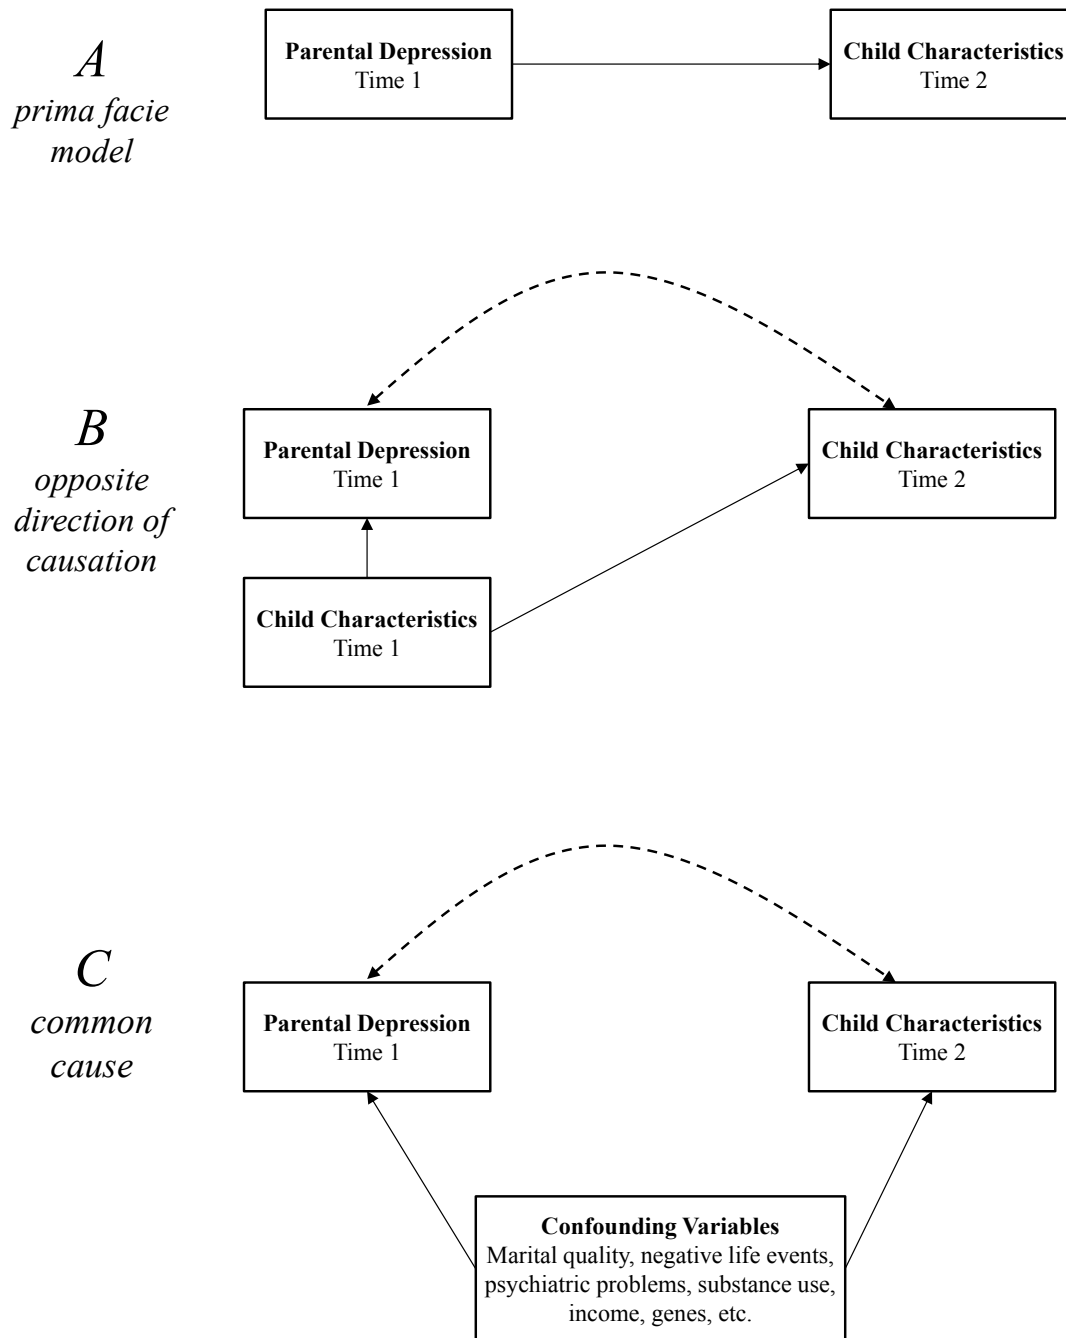 A
prima facie
model
Parental Depression
Time 1
Child Characteristics
Time 2
B
opposite
direction of
causation
Parental Depression
Time 1
Child Characteristics
Time 2
Child Characteristics
Time 1
C
common
cause
Parental Depression
Time 1
Child Characteristics
Time 2
Confounding Variables
Marital quality, negative life events,
psychiatric problems, substance use,
income, genes, etc.